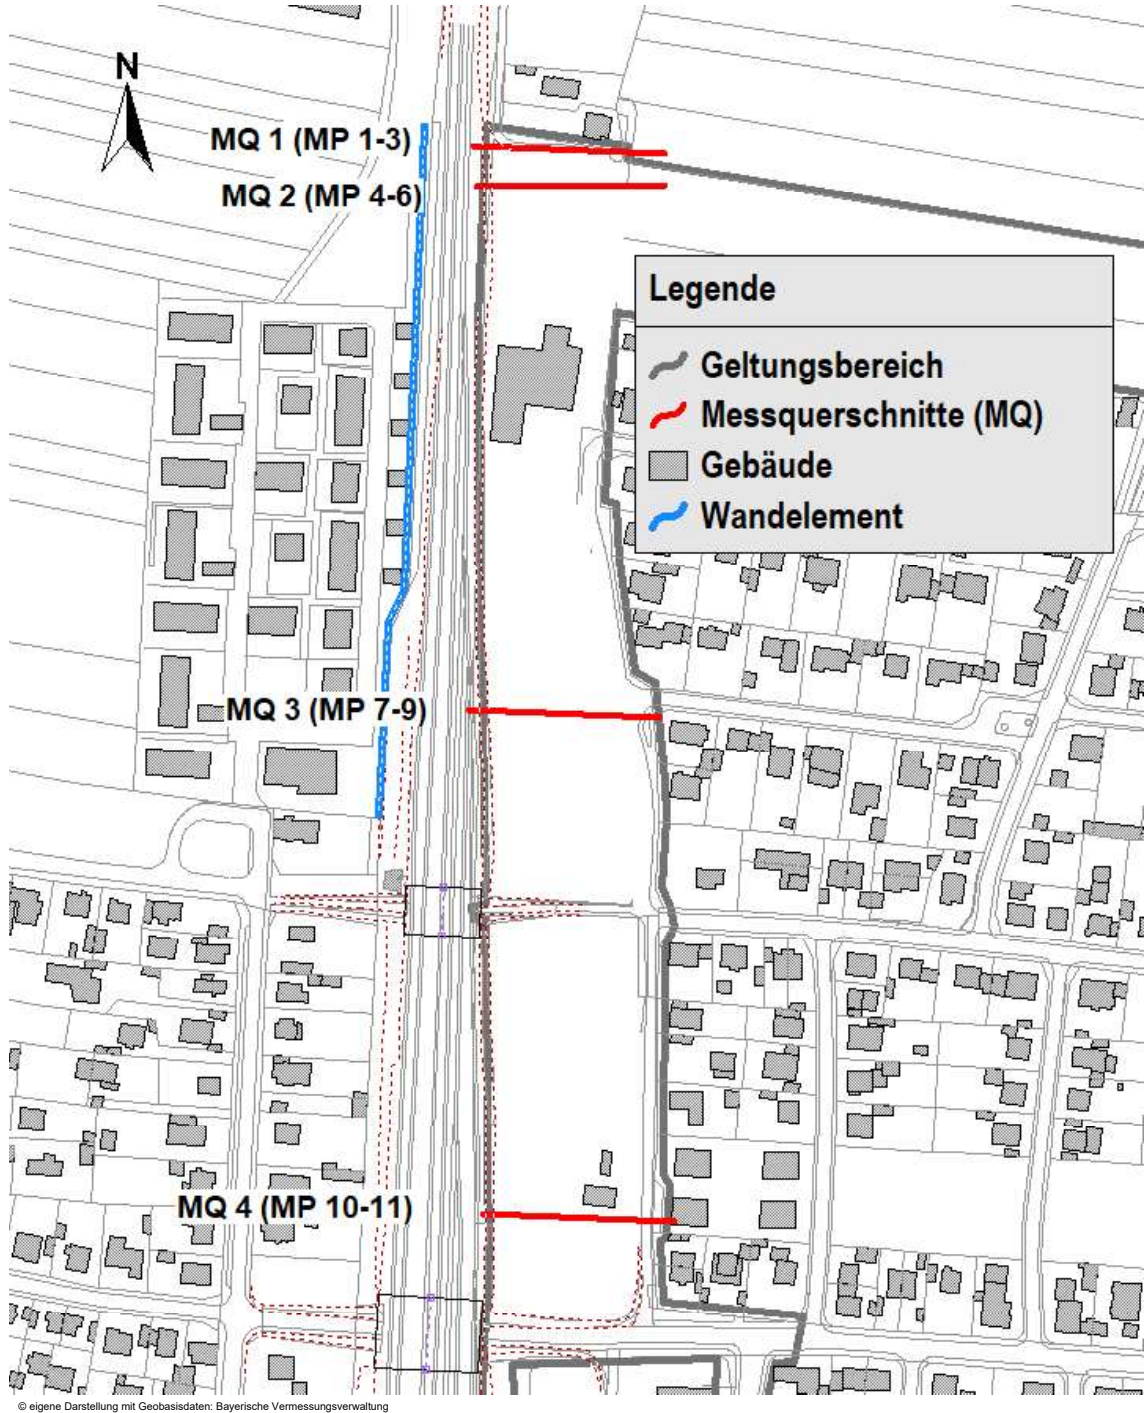 N
MQ 1 (MP 1-3)
MQ 2 (MP 4-6)
Legende
Geltungsbereich
Messquerschnitte (MQ)
Gebäude
Wandelement
MQ 3 (MP 7-9)
MQ 4 (MP 10-11)
© eigene Darstellung mit Geobasisdaten: Bayerische Vermessungsverwaltung